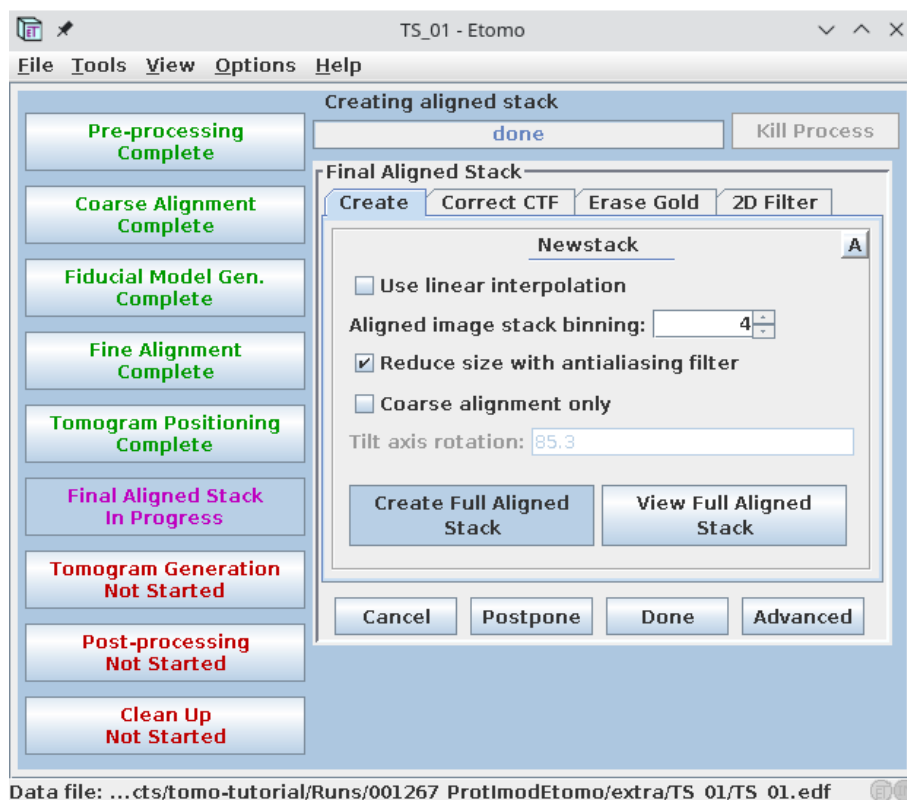 TS_01 - Etomo
File Tools View Options Help
Creating aligned stack
done
Kill Process
Pre-processing
Complete
Coarse Alignment
Complete
Fiducial Model Gen.
Complete
Fine Alignment
Complete
Tomogram Positioning
Complete
Final Aligned Stack
In Progress
Tomogram Generation
Not Started
Post-processing
Not Started
Clean Up
Not Started
Final Aligned Stack
Create Correct CTF Erase Gold 2D Filter
Newstack
A
Use linear interpolation
Aligned image stack binning: 4
Reduce size with antialiasing filter
Coarse alignment only
Tilt axis rotation: 85.3
Create Full Aligned
Stack
View Full Aligned
Stack
Cancel Postpone Done Advanced
Data file: ...cts/tomo-tutorial/Runs/001267_ProtImodEtomo/extra/TS_01/TS_01.edf